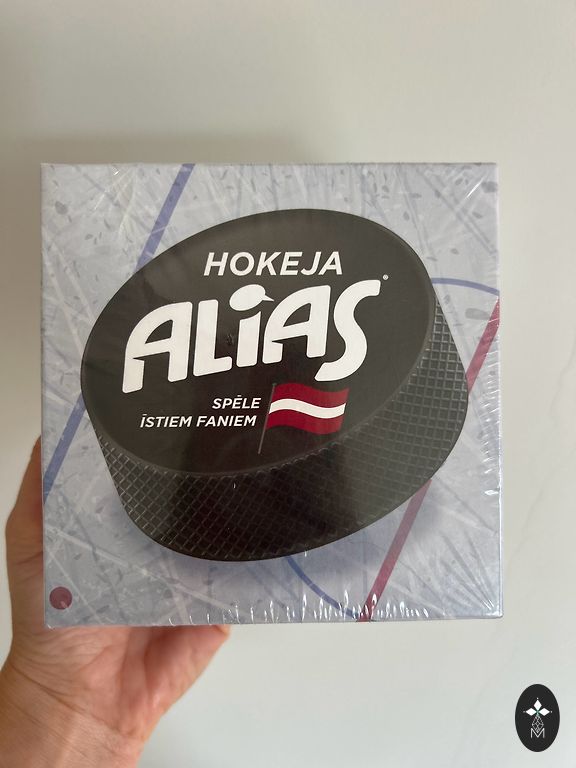 HOKEJA
ALiAS®
SPĒLE
ĪSTIEM FANIEM
M